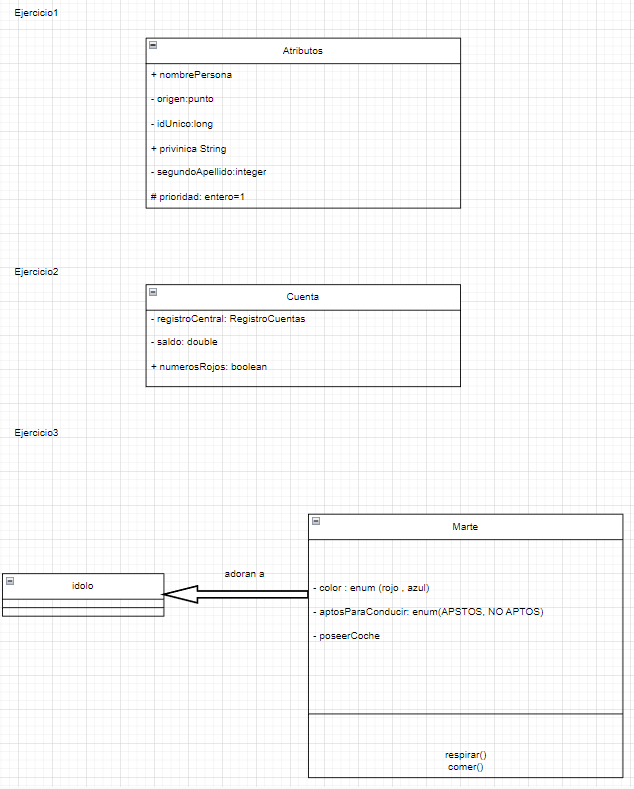 Ejercicio1
Atributos
+ nombrePersona
- origen:punto
- idUnico:long
+ privinica String
- segundoApellido:integer
# prioridad: entero=1
Ejercicio2
Cuenta
- registroCentral: RegistroCuentas
- saldo: double
+ numerosRojos: boolean
Ejercicio3
Marte
adoran a
idolo
- color : enum (rojo , azul)
- aptosParaConducir: enum(APSTOS, NO APTOS)
- poseerCoche
respirar()
comer()